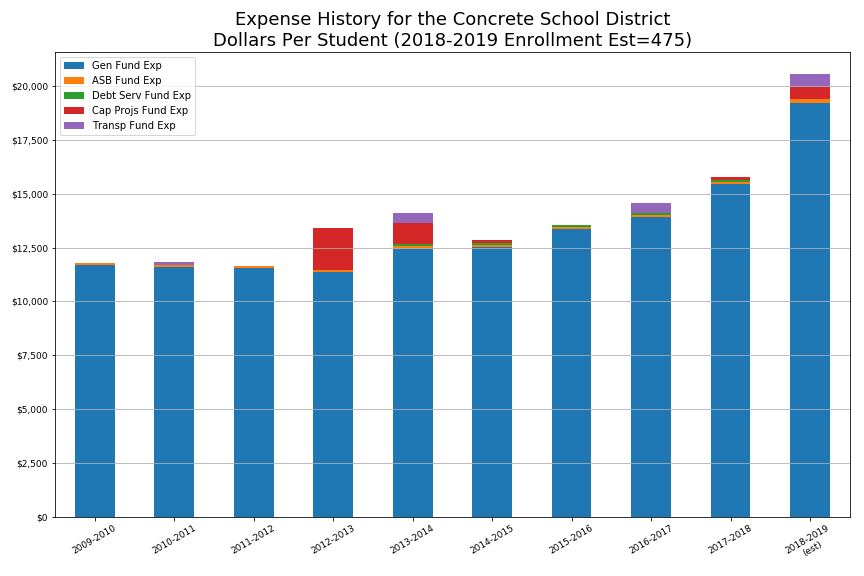 Expense History for the Concrete School District
Dollars Per Student (2018-2019 Enrollment Est=475)
Gen Fund Exp
ASB Fund Exp
Debt Serv Fund Exp
Cap Projs Fund Exp
Transp Fund Exp
$20,000
$17,500
$15,000
$12,500
$10,000
$7,500
$5,000
$2,500
$0
2009-2010
2010-2011
2011-2012
2012-2013
2013-2014
2014-2015
2015-2016
2016-2017
2017-2018
2018-2019
(est)